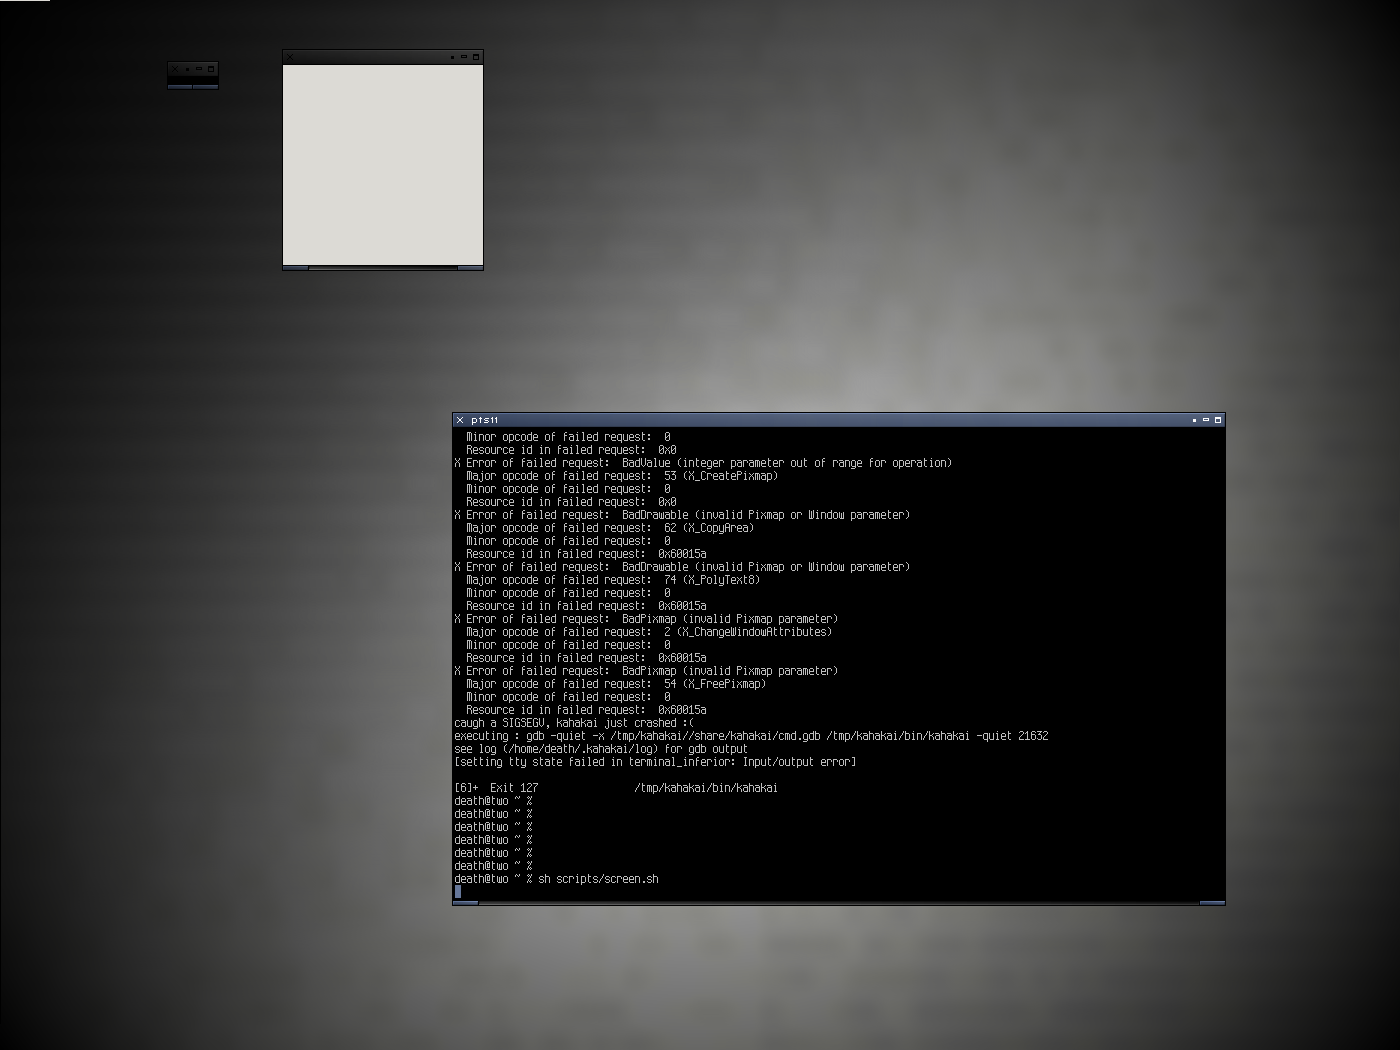 pts11
Minor opcode of failed request:  0
Resource id in failed request:  0x0
X Error of failed request:  BadValue (integer parameter out of range for operation)
Major opcode of failed request:  53 (X_CreatePixmap)
Minor opcode of failed request:  0
Resource id in failed request:  0x0
X Error of failed request:  BadDrawable (invalid Pixmap or Window parameter)
Major opcode of failed request:  62 (X_CopyArea)
Minor opcode of failed request:  0
Resource id in failed request:  0x60015a
X Error of failed request:  BadDrawable (invalid Pixmap or Window parameter)
Major opcode of failed request:  74 (X_PolyText8)
Minor opcode of failed request:  0
Resource id in failed request:  0x60015a
X Error of failed request:  BadPixmap (invalid Pixmap parameter)
Major opcode of failed request:  2 (X_ChangeWindowAttributes)
Minor opcode of failed request:  0
Resource id in failed request:  0x60015a
X Error of failed request:  BadPixmap (invalid Pixmap parameter)
Major opcode of failed request:  54 (X_FreePixmap)
Minor opcode of failed request:  0
Resource id in failed request:  0x60015a
caugh a SIGSEGV, kahakai just crashed :(
executing : gdb -quiet -x /tmp/kahakai//share/kahakai/cmd.gdb /tmp/kahakai/bin/kahakai -quiet 21632
see log (/home/death/.kahakai/log) for gdb output
[setting tty state failed in terminal_inferior: Input/output error]
[6]+  Exit 127                /tmp/kahakai/bin/kahakai
death@two ~ %
death@two ~ %
death@two ~ %
death@two ~ %
death@two ~ %
death@two ~ %
death@two ~ % sh scripts/screen.sh